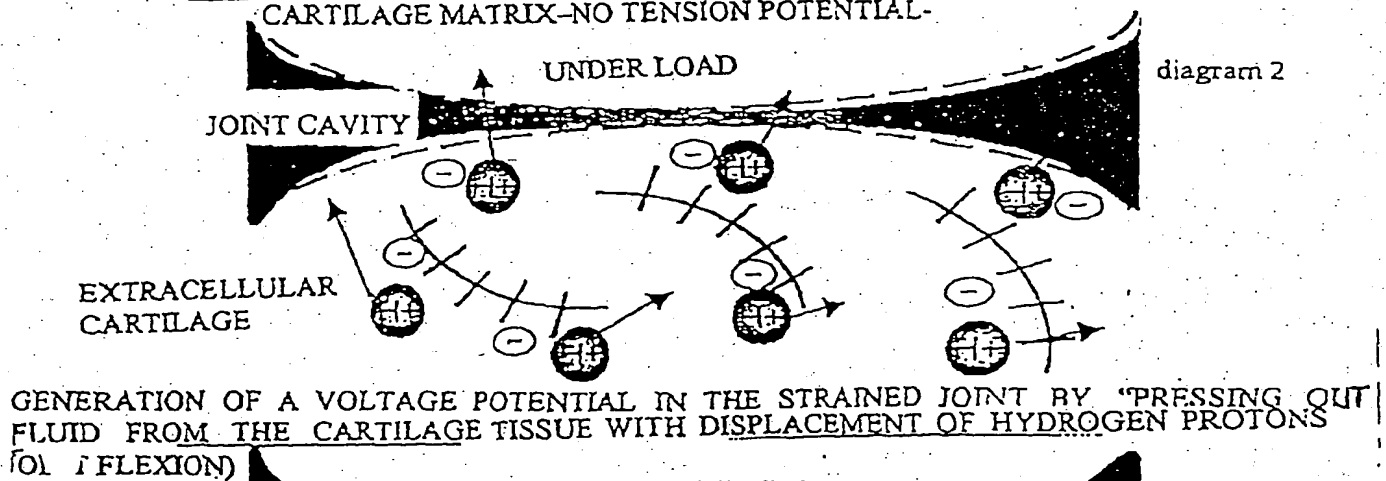 CARTILAGE MATRIX–NO TENSION POTENTIAL-
UNDER LOAD
diagram 2
JOINT CAVITY
EXTRACELLULAR
CARTILAGE
GENERATION OF A VOLTAGE POTENTIAL IN THE STRAINED JOINT BY "PRESSING OUT
FLUID FROM THE CARTILAGE TISSUE WITH DISPLACEMENT OF HYDROGEN PROTONS
FLEXION)